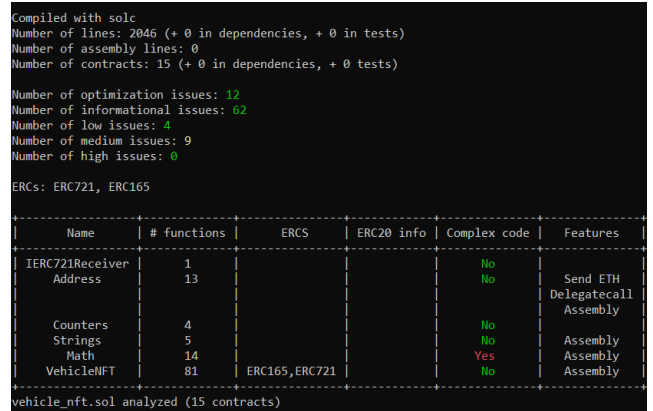 Compiled with solc
Number of lines: 2046 (+ 0 in dependencies, + 0 in tests)
Number of assembly lines: 0
Number of contracts: 15 (+ 0 in dependencies, + 0 tests)
Number of optimization issues: 12
Number of informational issues: 62
Number of low issues: 4
Number of medium issues: 9
Number of high issues: 0
ERCs: ERC721, ERC165
+-----------------+-------------+---------------+------------+--------------+--------------+
| Name | # functions | ERCS | ERC20 info | Complex code | Features |
+-----------------+-------------+---------------+------------+--------------+--------------+
| IERC721Receiver | 1 | | | No | |
| Address | 13 | | | No | Send ETH |
| | | | | | Delegatecall |
| | | | | | Assembly |
| Counters | 4 | | | No | |
| Strings | 5 | | | No | Assembly |
| Math | 14 | | | Yes | Assembly |
| VehicleNFT | 81 | ERC165,ERC721 | | No | Assembly |
+-----------------+-------------+---------------+------------+--------------+--------------+
vehicle_nft.sol analyzed (15 contracts)